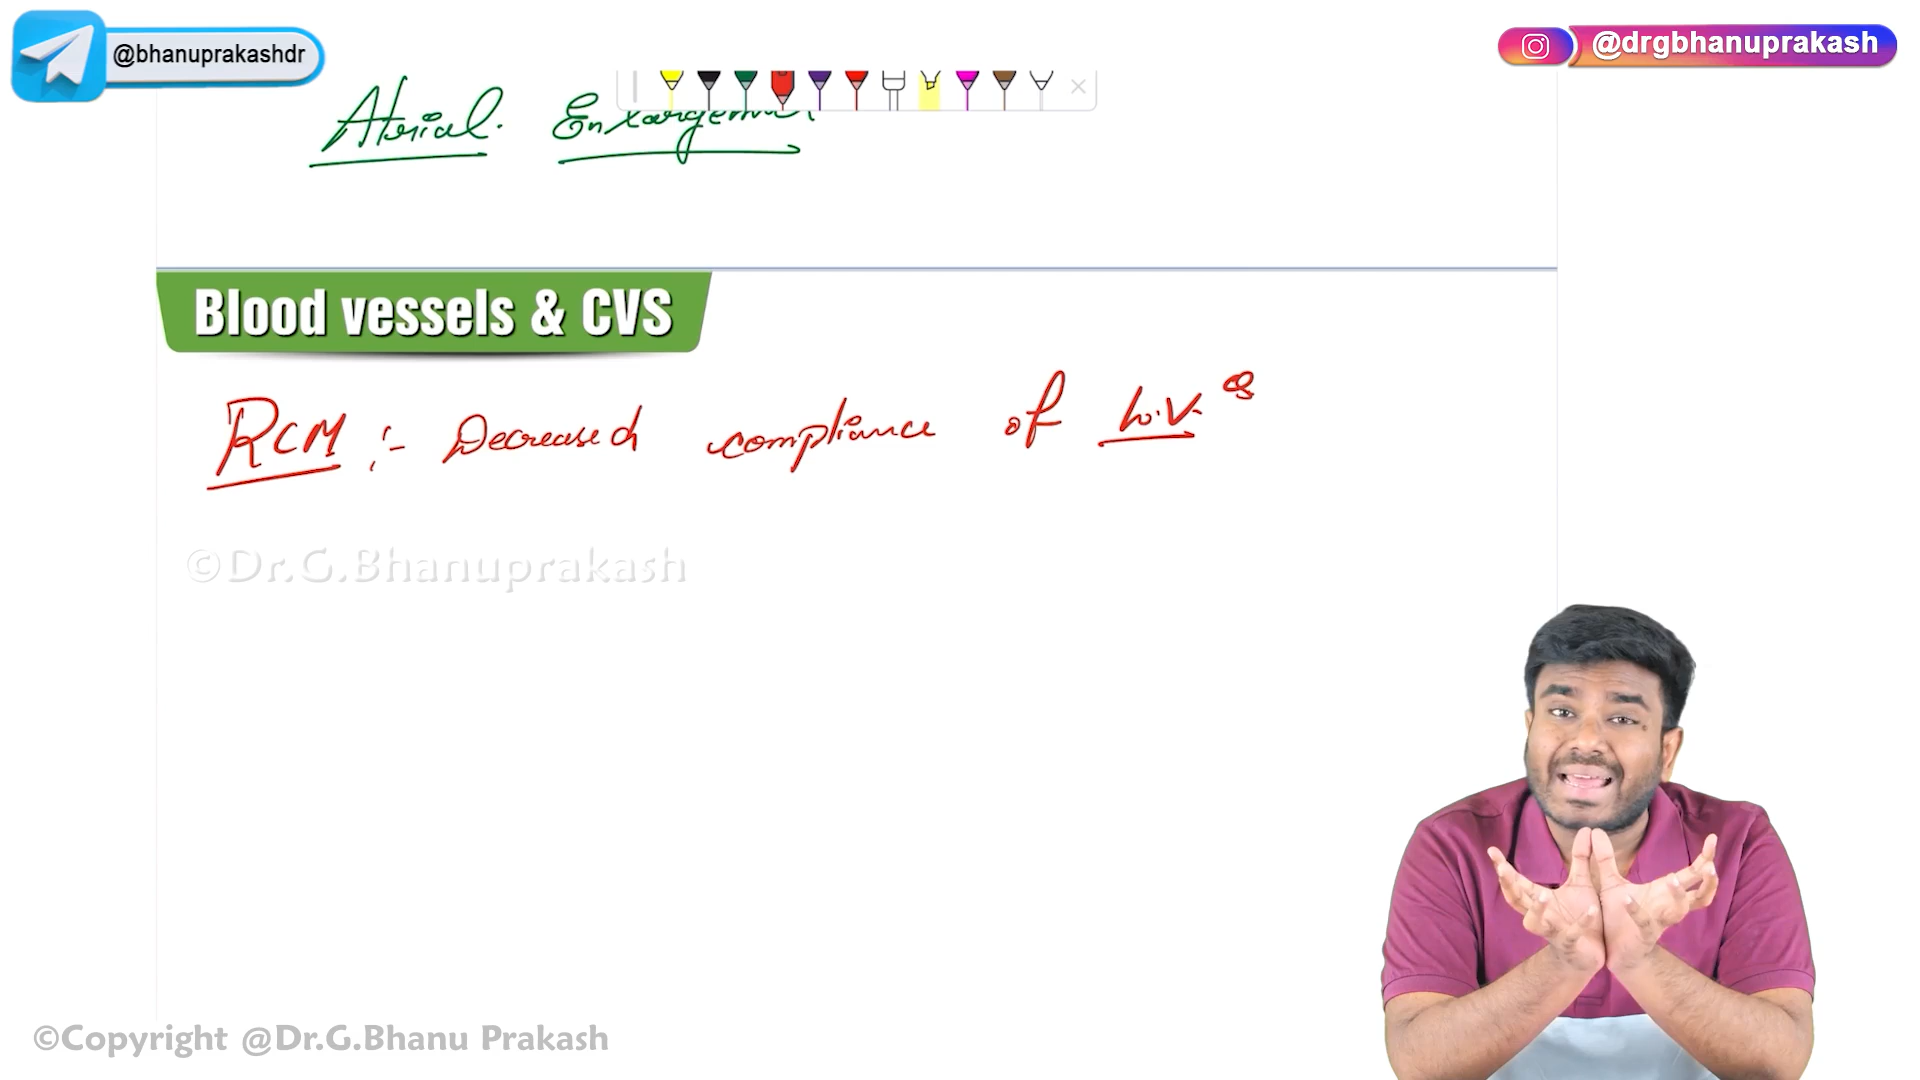 @bhanuprakashdr
@drgbhanuprakash
Atrial. Enlargement
Blood vessels & CVS
RCM :- Decreased compliance of L.V.
©Dr.G.Bhanuprakash
©Copyright @Dr.G.Bhanu Prakash